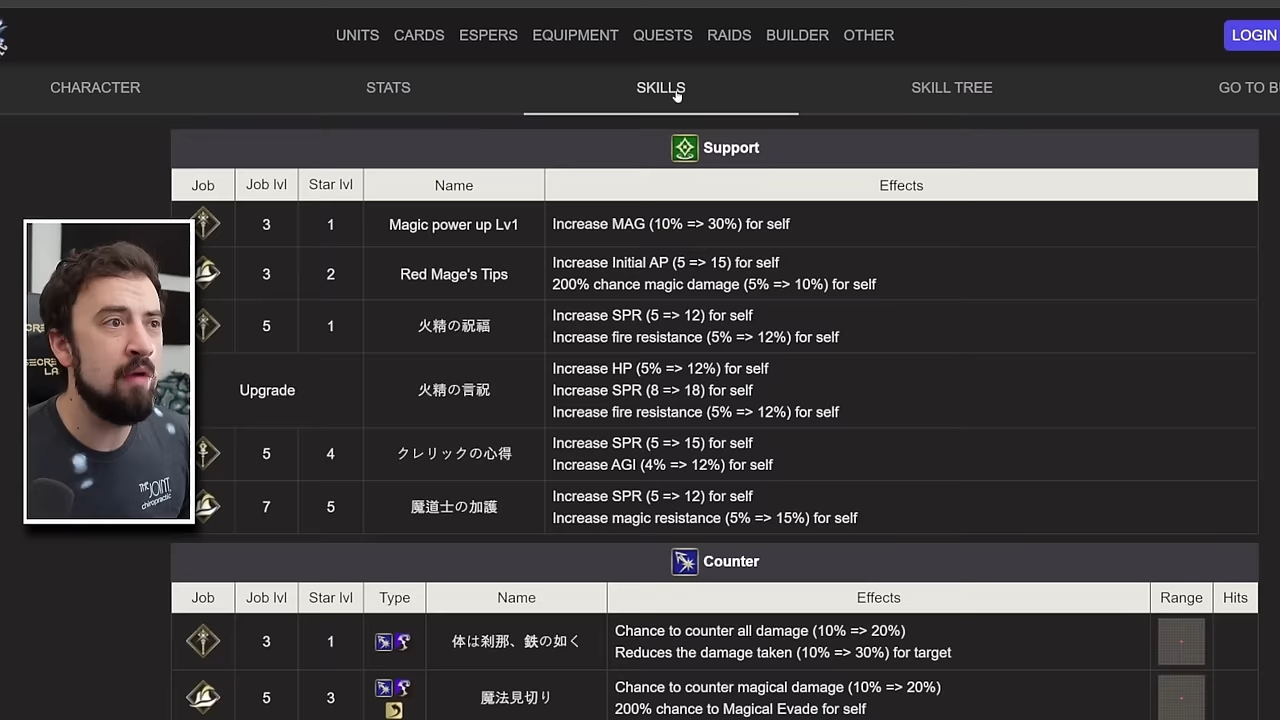 UNITS CARDS ESPERS EQUIPMENT QUESTS RAIDS BUILDER OTHER LOGIN
CHARACTER STATS SKILLS SKILL TREE GO TO B
Support
Job Job lvl Star lvl Name Effects
3 1 Magic power up Lv1 Increase MAG (10% => 30%) for self
3 2 Red Mage's Tips Increase Initial AP (5 => 15) for self
200% chance magic damage (5% => 10%) for self
5 1 火精の祝福 Increase SPR (5 => 12) for self
Increase fire resistance (5% => 12%) for self
Upgrade 火精の言祝 Increase HP (5% => 12%) for self
Increase SPR (8 => 18) for self
Increase fire resistance (5% => 12%) for self
5 4 クレリックの心得 Increase SPR (5 => 15) for self
Increase AGI (4% => 12%) for self
7 5 魔道士の加護 Increase SPR (5 => 12) for self
Increase magic resistance (5% => 15%) for self
Counter
Job Job lvl Star lvl Type Name Effects Range Hits
3 1 体は刹那、鉄の如く Chance to counter all damage (10% => 20%)
Reduces the damage taken (10% => 30%) for target
5 3 魔法見切り Chance to counter magical damage (10% => 20%)
200% chance to Magical Evade for self
THE JOINT
chiropractic